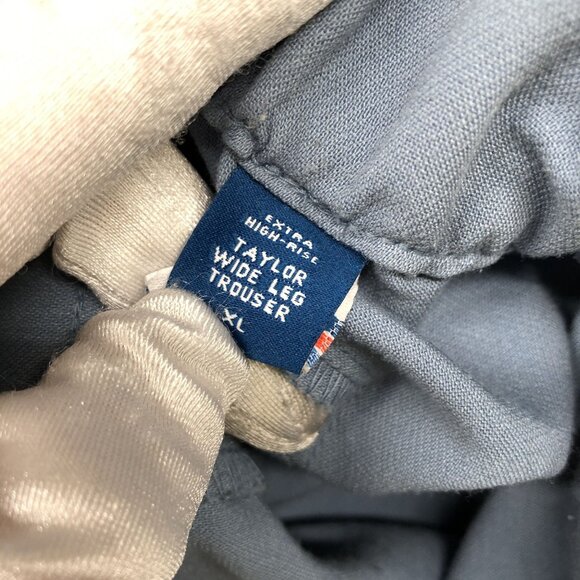 EXTRA
HIGH-RISE
TAYLOR
WIDE LEG
TROUSER
XL